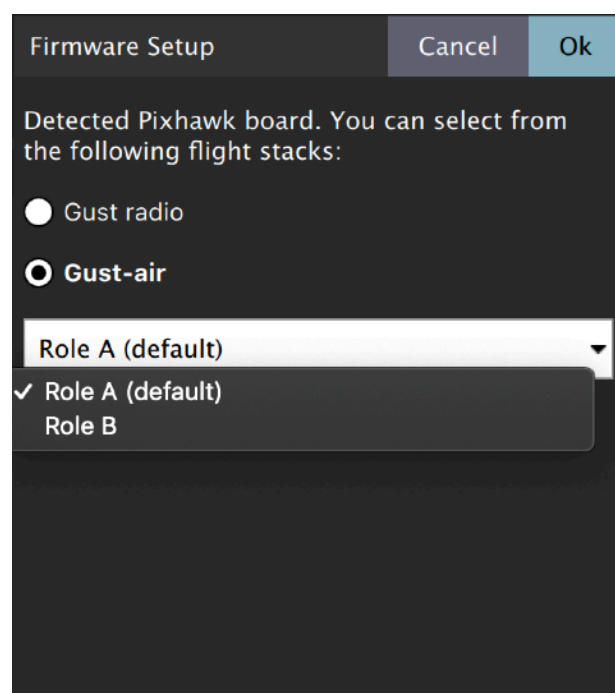 Firmware Setup
Cancel
Ok
Detected Pixhawk board. You can select from
the following flight stacks:
Gust radio
Gust-air
Role A (default)
Role A (default)
Role B